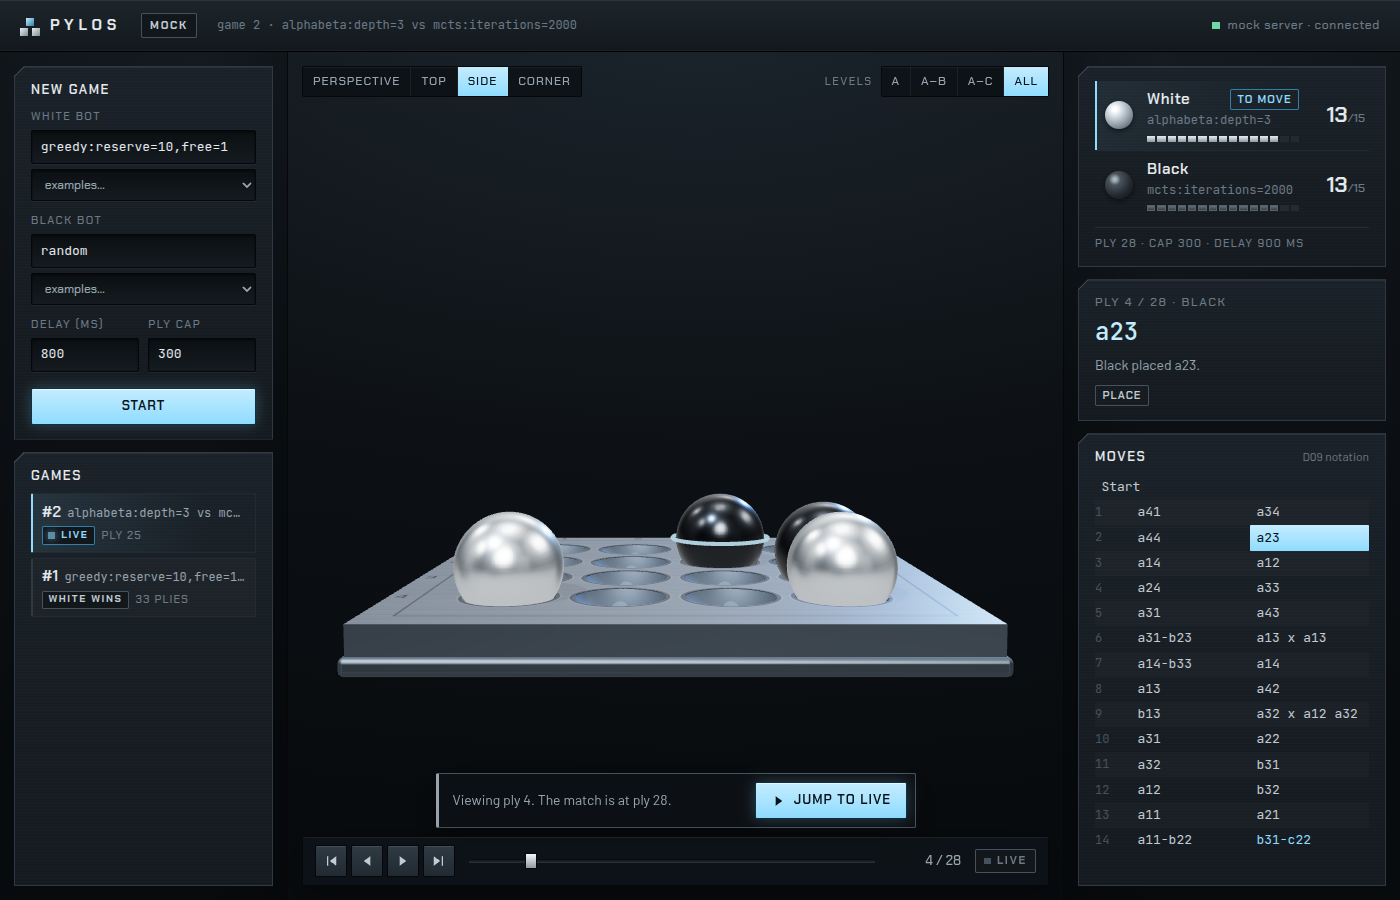 PYLOS
MOCK
game 2 · alphabeta:depth=3 vs mcts:iterations=2000
mock server · connected
NEW GAME
WHITE BOT
greedy:reserve=10,free=1
examples…
BLACK BOT
random
examples…
DELAY (MS)
PLY CAP
800
300
START
GAMES
#2 alphabeta:depth=3 vs mc…
LIVE PLY 25
#1 greedy:reserve=10,free=1…
WHITE WINS 33 PLIES
PERSPECTIVE TOP SIDE CORNER
LEVELS A A–B A–C ALL
Viewing ply 4. The match is at ply 28.
JUMP TO LIVE
4 / 28
LIVE
White TO MOVE
alphabeta:depth=3
13/15
Black
mcts:iterations=2000
13/15
PLY 28 · CAP 300 · DELAY 900 MS
PLY 4 / 28 · BLACK
a23
Black placed a23.
PLACE
MOVES D09 notation
Start
1 a41 a34
2 a44 a23
3 a14 a12
4 a24 a33
5 a31 a43
6 a31-b23 a13 x a13
7 a14-b33 a14
8 a13 a42
9 b13 a32 x a12 a32
10 a31 a22
11 a32 b31
12 a12 b32
13 a11 a21
14 a11-b22 b31-c22